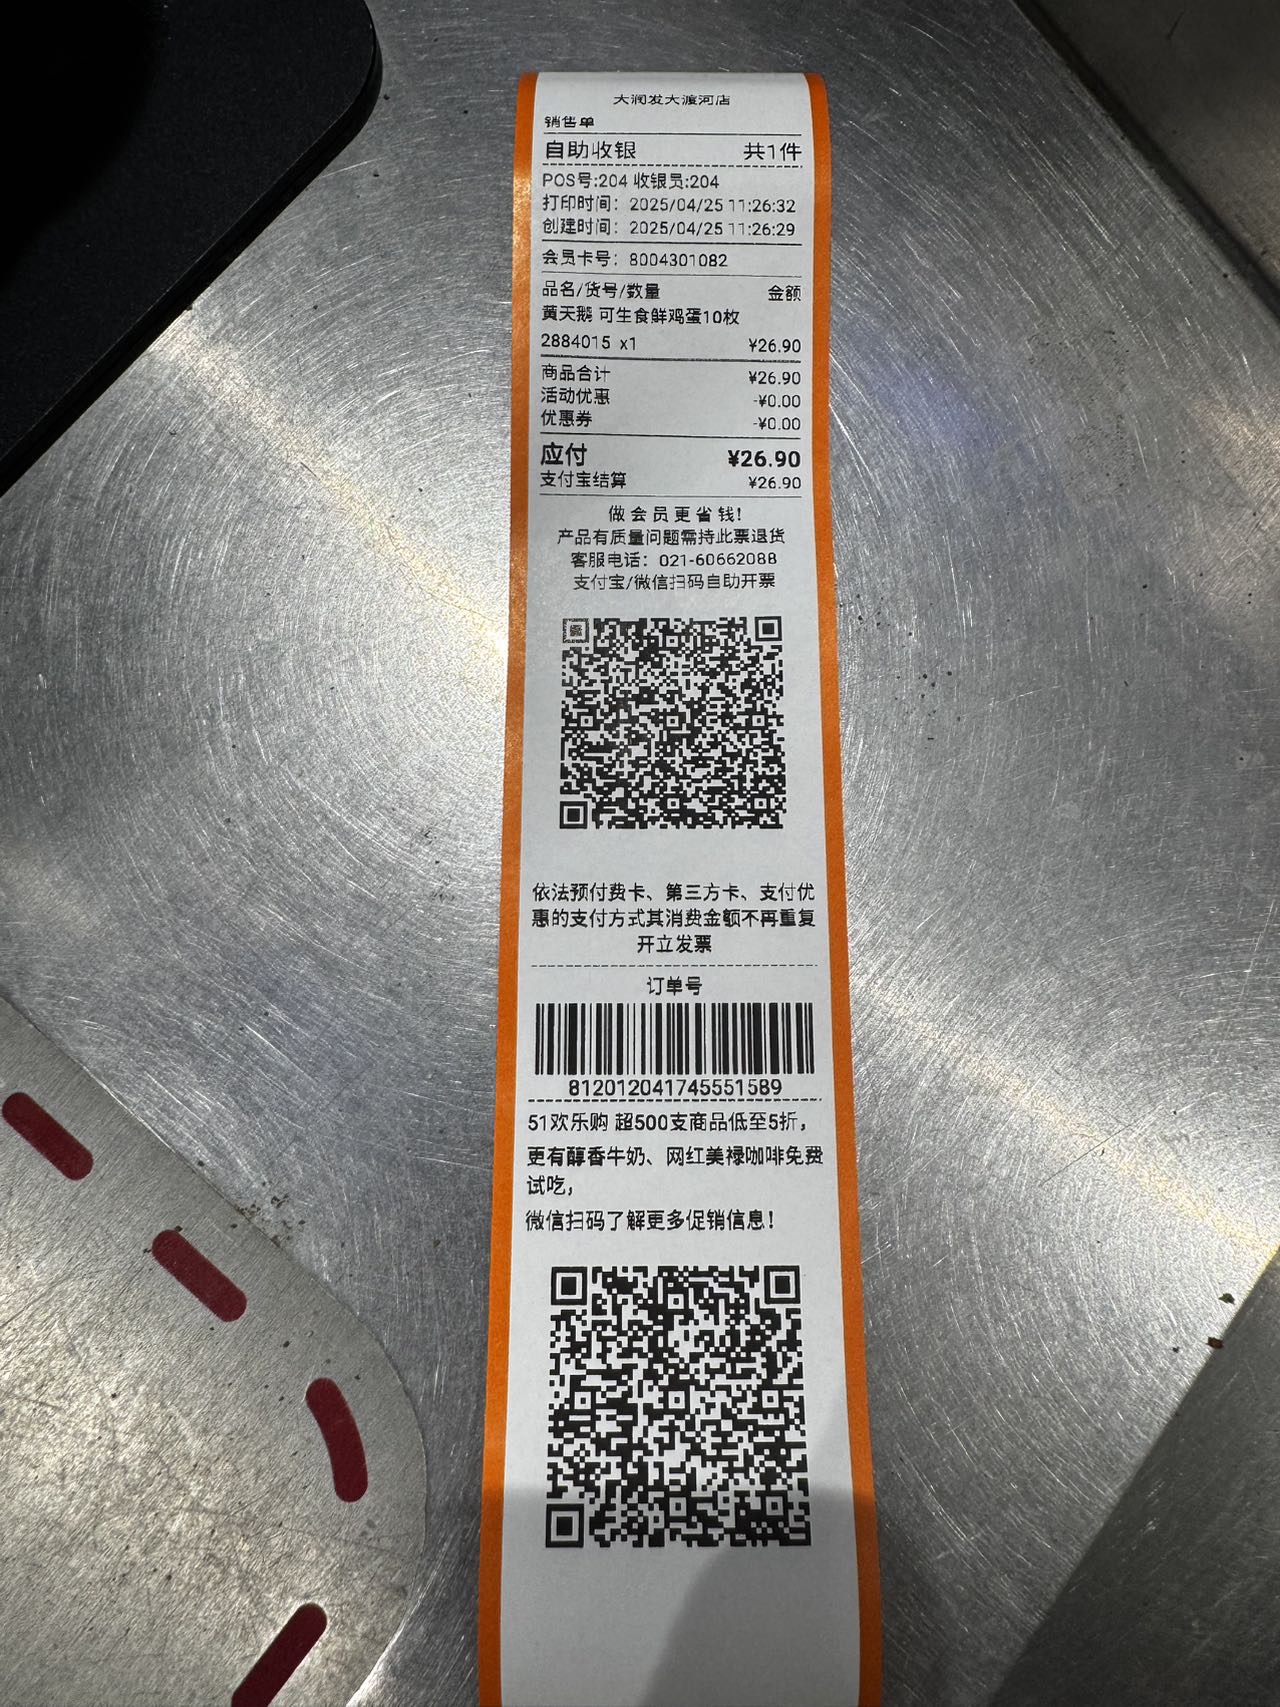 大润发大渡河店
销售单
自助收银 共1件
POS号:204 收银员:204
打印时间： 2025/04/25 11:26:32
创建时间： 2025/04/25 11:26:29
会员卡号： 8004301082
品名/货号/数量 金额
黄天鹅 可生食鲜鸡蛋10枚
2884015 x1 ¥26.90
商品合计 ¥26.90
活动优惠 -¥0.00
优惠券 -¥0.00
应付 ¥26.90
支付宝结算 ¥26.90
做会员更省钱!
产品有质量问题需持此票退货
客服电话： 021-60662088
支付宝/微信扫码自助开票
依法预付费卡、第三方卡、支付优
惠的支付方式其消费金额不再重复
开立发票
订单号
812012041745551589
51欢乐购 超500支商品低至5折，
更有醇香牛奶、网红美禄咖啡免费
试吃，
微信扫码了解更多促销信息！